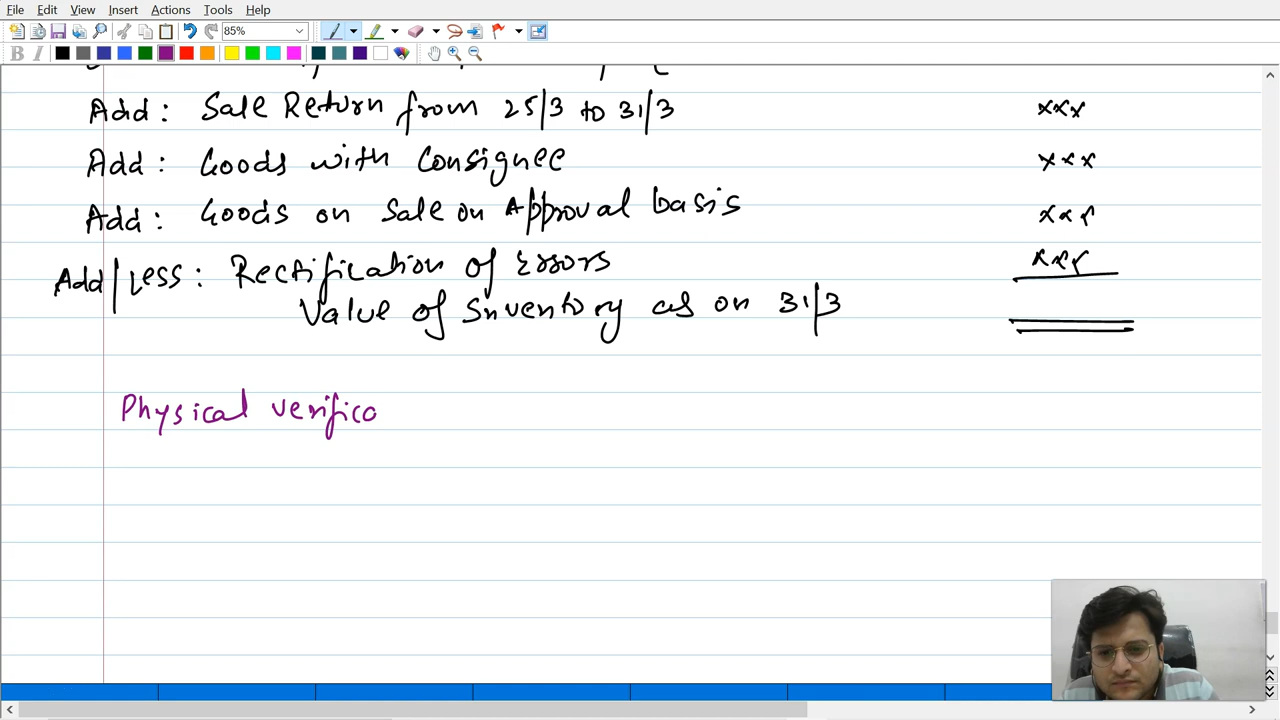 File Edit View Insert Actions Tools Help
85%
B I
Add : Sale Return from 25/3 to 31/3 xxx
Add : Goods with Consignee xxx
Add : Goods on Sale on Approval basis xxx
Add/Less : Rectification of Errors xxx
Value of Inventory as on 31/3
Physical verifica